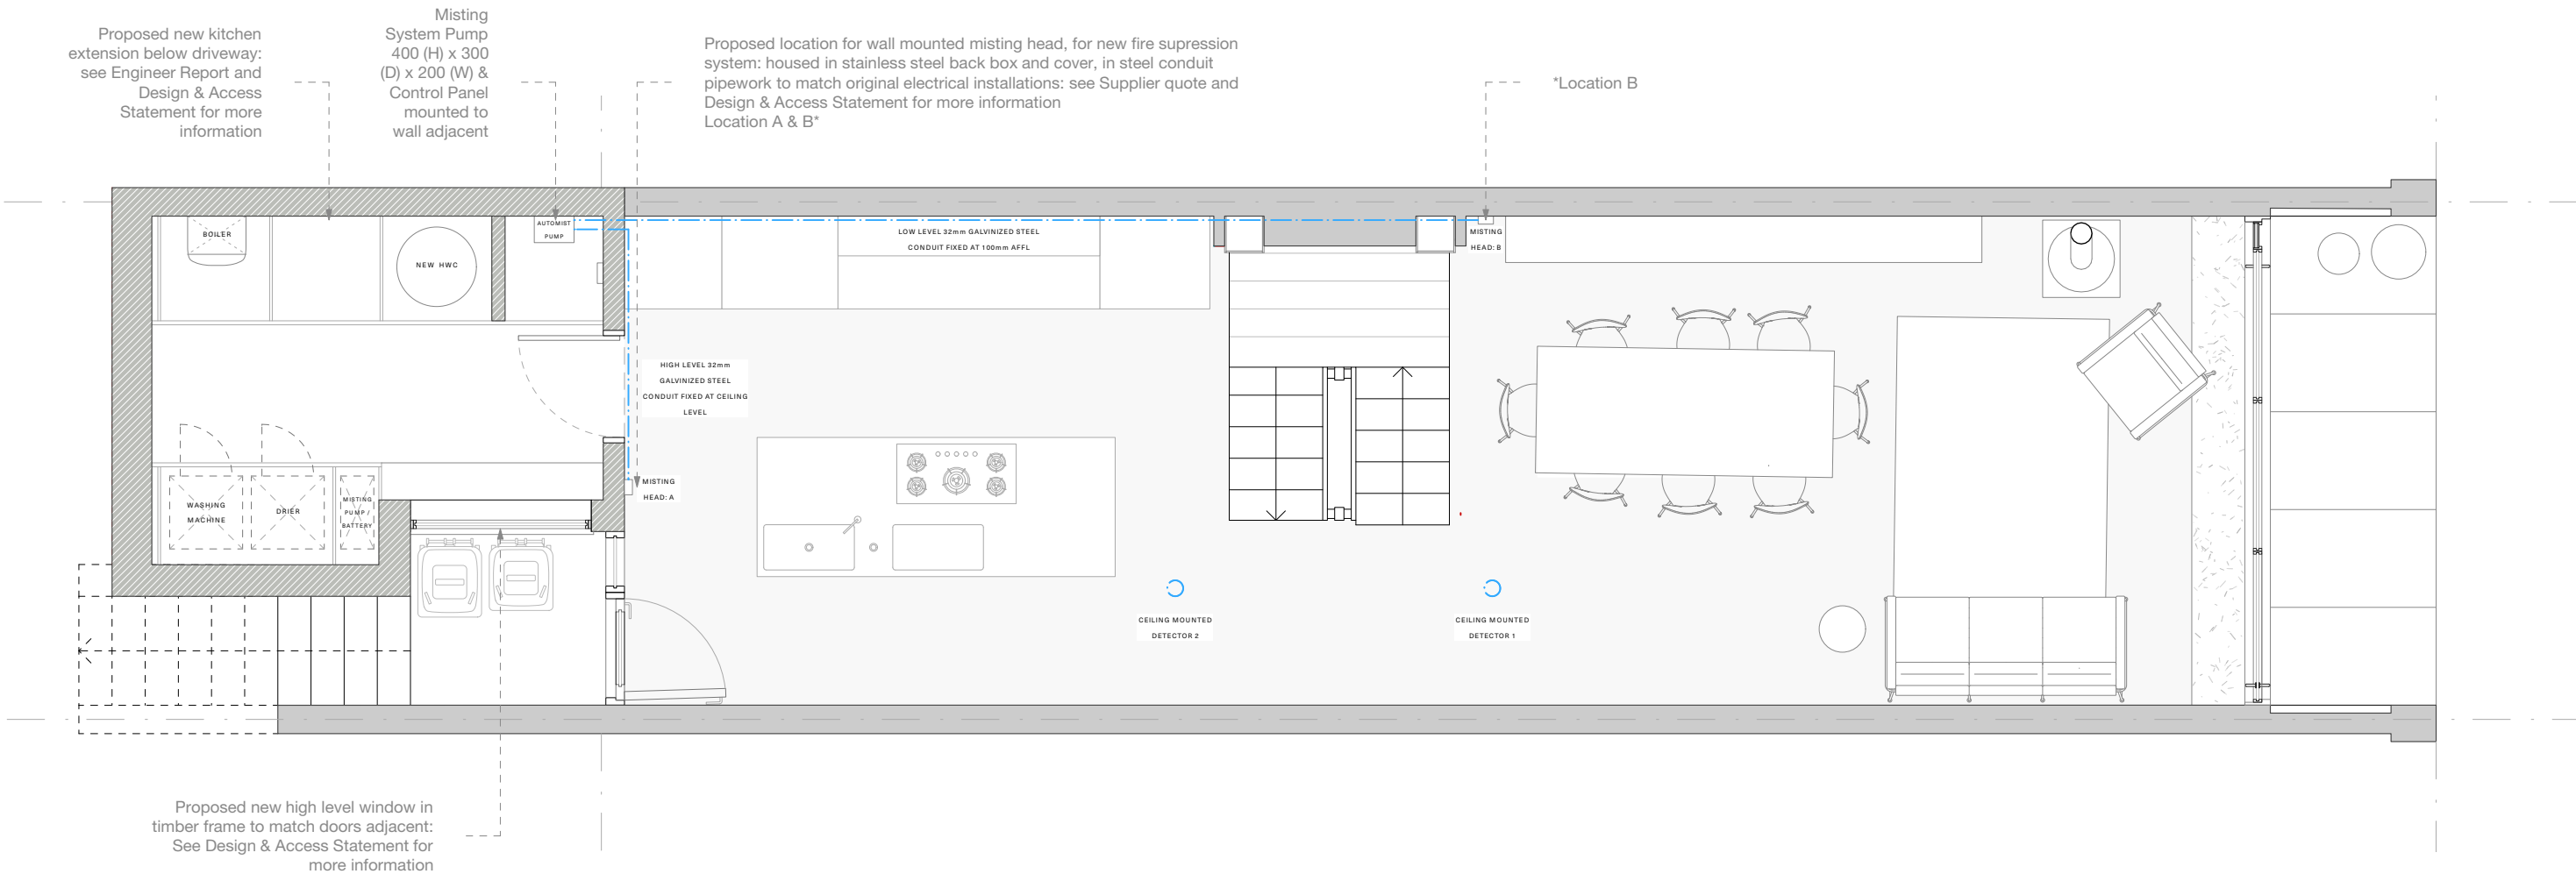 Proposed new kitchen
extension below driveway:
see Engineer Report and
Design & Access
Statement for more
information
Misting
System Pump
400 (H) x 300
(D) x 200 (W) &
Control Panel
mounted to
wall adjacent
Proposed location for wall mounted misting head, for new fire supression
system: housed in stainless steel back box and cover, in steel conduit
pipework to match original electrical installations: see Supplier quote and
Design & Access Statement for more information
Location A & B*
*Location B
BOILER
NEW HWC
AUTOMIST
PUMP
LOW LEVEL 32mm GALVINIZED STEEL
CONDUIT FIXED AT 100mm AFFL
MISTING
HEAD: B
HIGH LEVEL 32mm
GALVINIZED STEEL
CONDUIT FIXED AT CEILING
LEVEL
MISTING
HEAD: A
WASHING
MACHINE
DRIER
MISTING
PUMP /
BATTERY
CEILING MOUNTED
DETECTOR 2
CEILING MOUNTED
DETECTOR 1
Proposed new high level window in
timber frame to match doors adjacent:
See Design & Access Statement for
more information